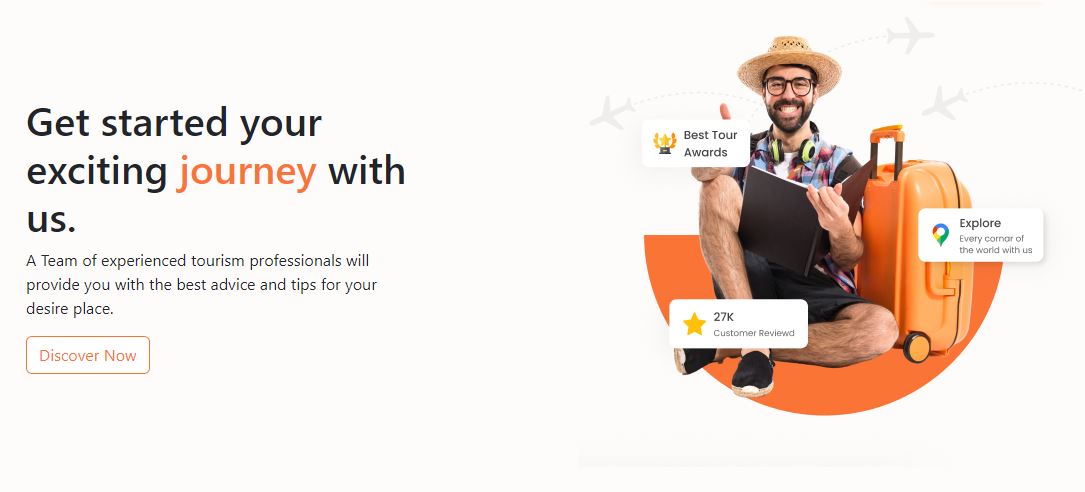 Get started your
exciting journey with
us.
A Team of experienced tourism professionals will
provide you with the best advice and tips for your
desire place.
Discover Now
Best Tour
Awards
Explore
Every cornar of
the world with us
27K
Customer Reviewd